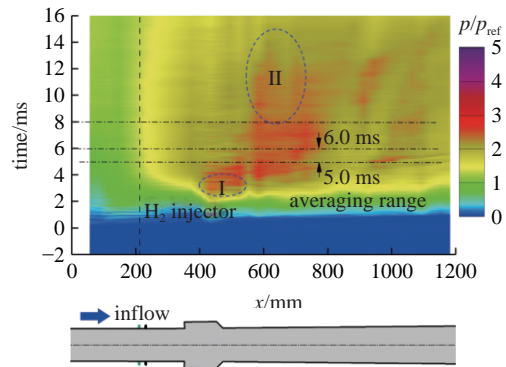 16
14
12
10
8
6
4
2
0
−2
time/ms
II
I
6.0 ms
5.0 ms
H₂ injector
averaging range
0 200 400 600 800 1000 1200
x/mm
p/p_ref
5
4
3
2
1
0
inflow